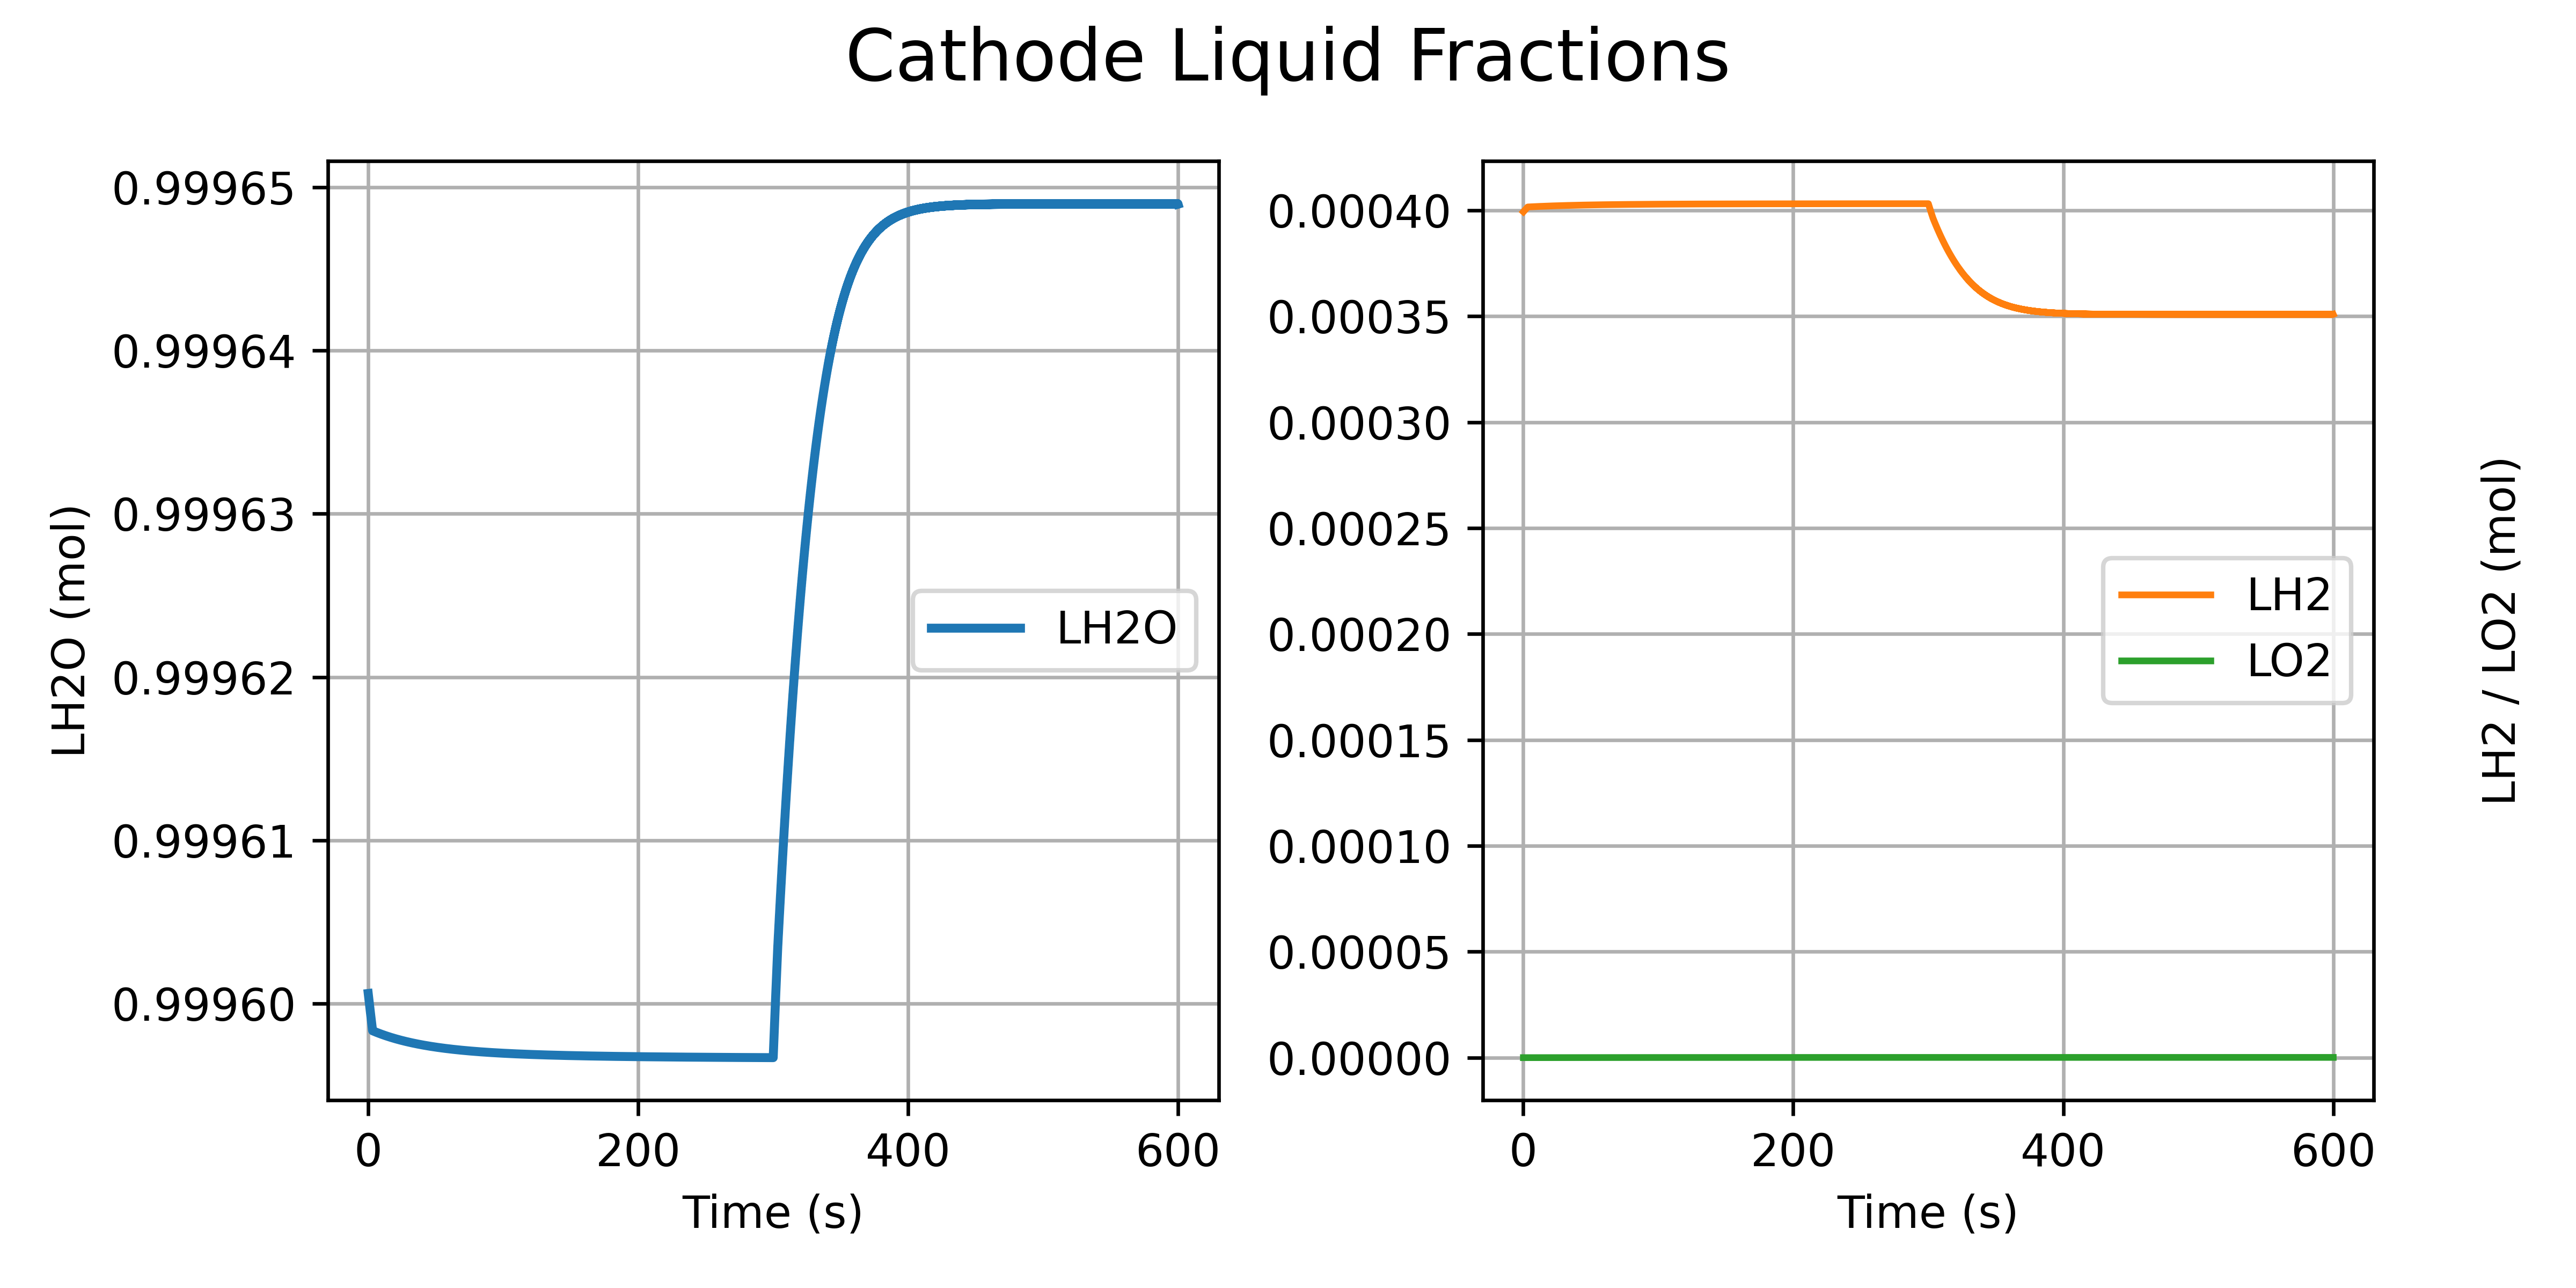 Cathode Liquid Fractions
LH2O (mol)
0.99965
0.99964
0.99963
0.99962
0.99961
0.99960
0 200 400 600
Time (s)
LH2O
0.00040
0.00035
0.00030
0.00025
0.00020
0.00015
0.00010
0.00005
0.00000
0 200 400 600
Time (s)
LH2
LO2
LH2 / LO2 (mol)